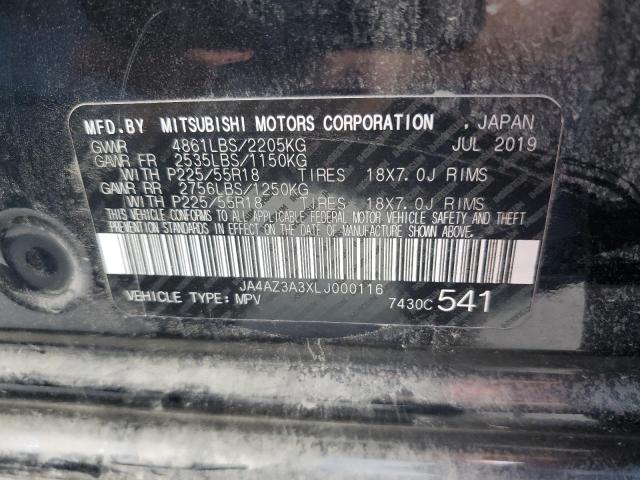 MFD.BY MITSUBISHI MOTORS CORPORATION , JAPAN
GVWR 4861LBS/2205KG JUL 2019
GAWR FR 2535LBS/1150KG
WITH P225/55R18 TIRES 18X7.0J RIMS
GAWR RR 2756LBS/1250KG
WITH P225/55R18 TIRES 18X7.0J RIMS
THIS VEHICLE CONFORMS TO ALL APPLICABLE FEDERAL MOTOR VEHICLE SAFETY AND THEFT
PREVENTION STANDARDS IN EFFECT ON THE DATE OF MANUFACTURE SHOWN ABOVE.
JA4AZ3A3XLJ000116
VEHICLE TYPE: MPV 7430C 541